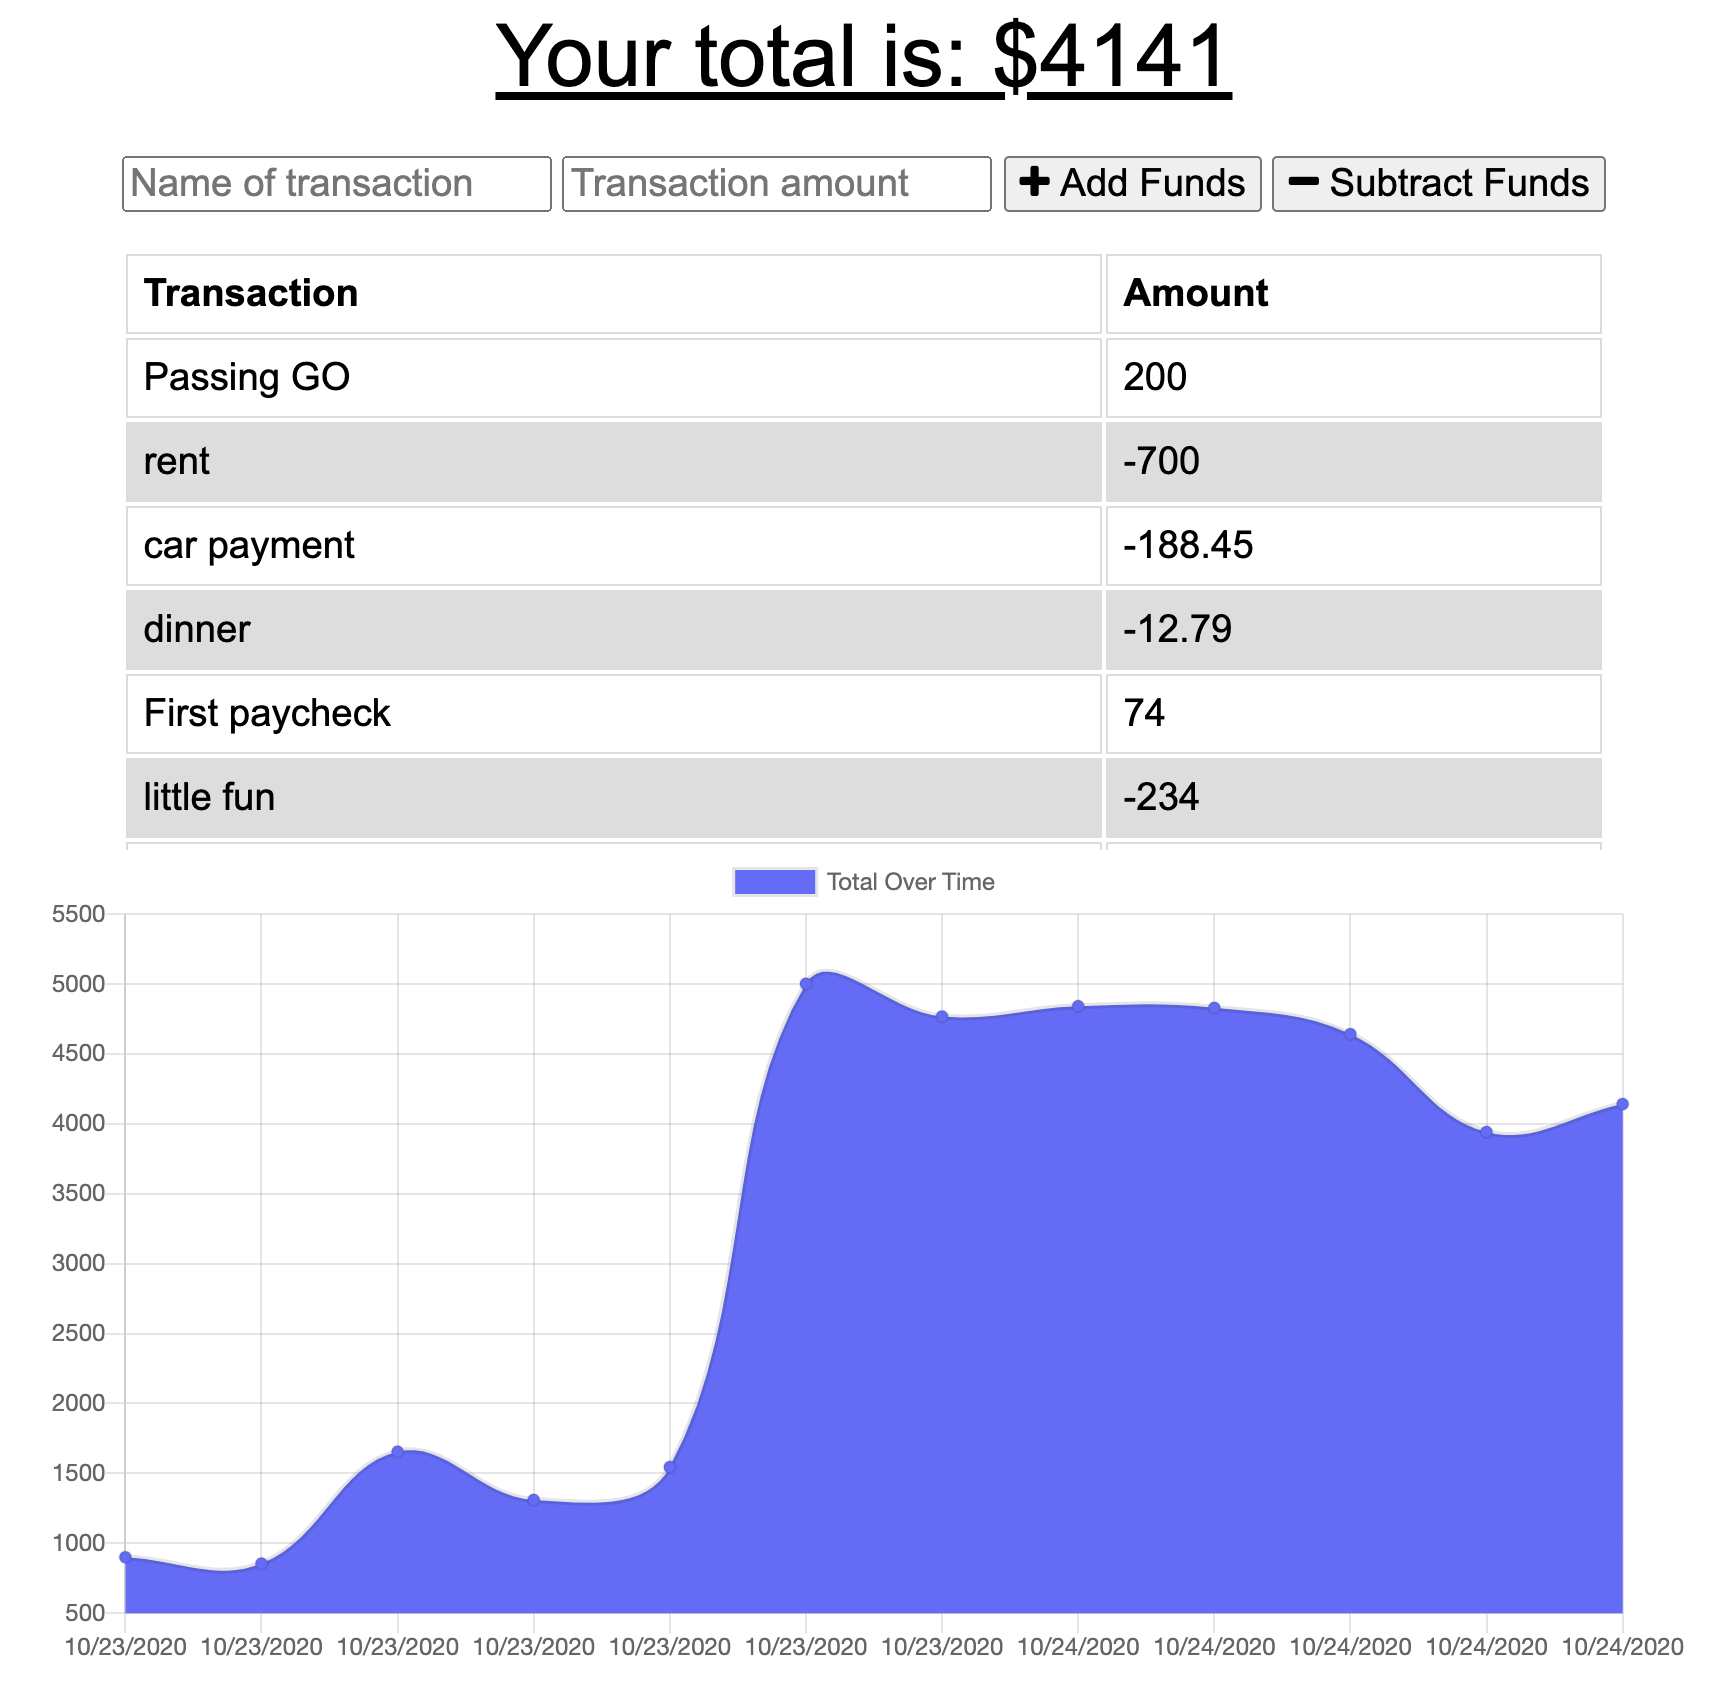 Your total is: $4141
Name of transaction Transaction amount Add Funds Subtract Funds
Transaction Amount
Passing GO 200
rent -700
car payment -188.45
dinner -12.79
First paycheck 74
little fun -234
Total Over Time
5500
5000
4500
4000
3500
3000
2500
2000
1500
1000
500
10/23/2020 10/23/2020 10/23/2020 10/23/2020 10/23/2020 10/23/2020 10/23/2020 10/24/2020 10/24/2020 10/24/2020 10/24/2020 10/24/2020